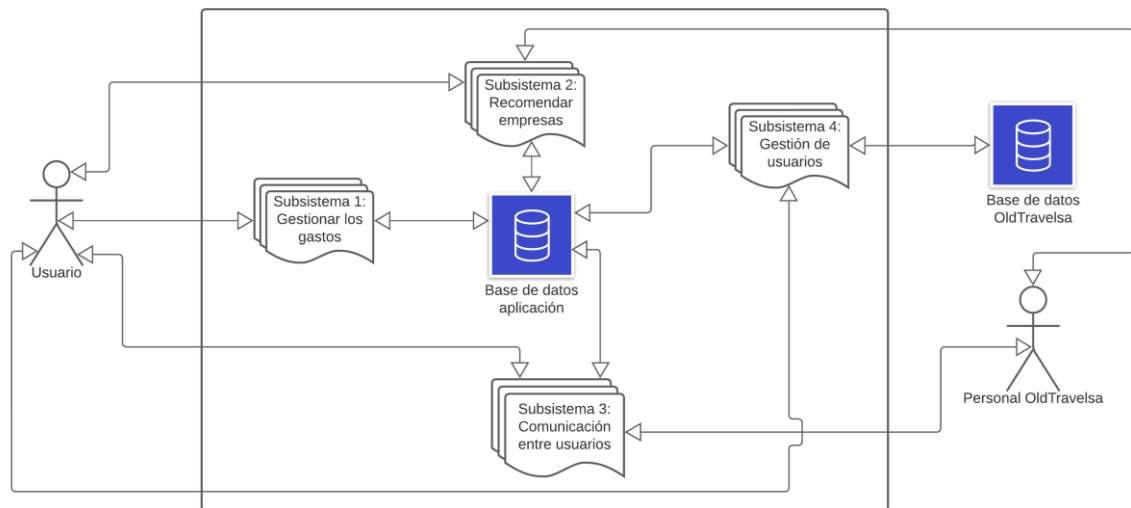 Subsistema 2:
Recomendar
empresas
Subsistema 4:
Gestión de
usuarios
Base de datos
OldTravelsa
Subsistema 1:
Gestionar los
gastos
Usuario
Base de datos
aplicación
Subsistema 3:
Comunicación
entre usuarios
Personal OldTravelsa